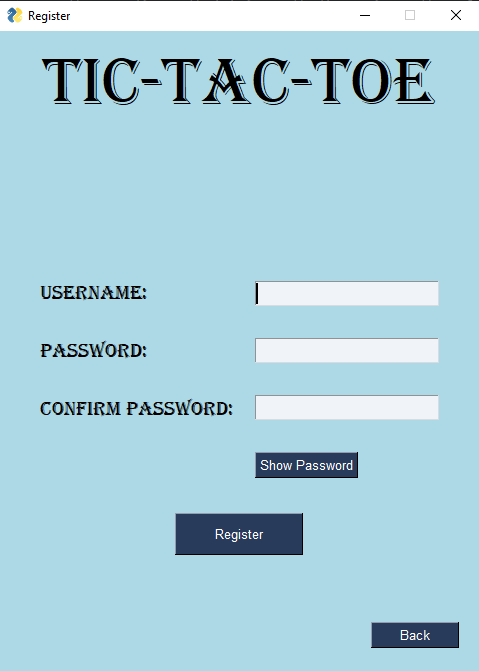 Register
TIC-TAC-TOE
USERNAME:
PASSWORD:
CONFIRM PASSWORD:
Show Password
Register
Back